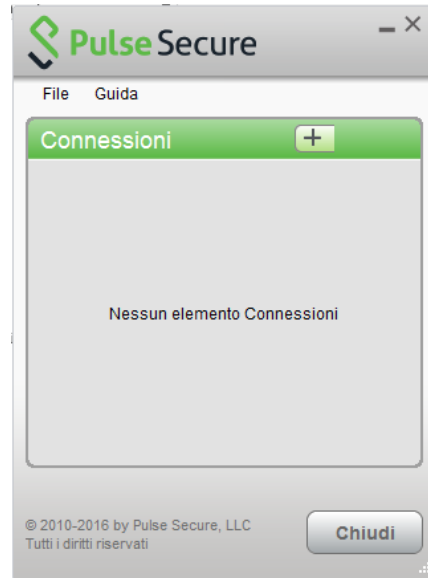 Pulse Secure
File Guida
Connessioni
Nessun elemento Connessioni
© 2010-2016 by Pulse Secure, LLC
Tutti i diritti riservati
Chiudi